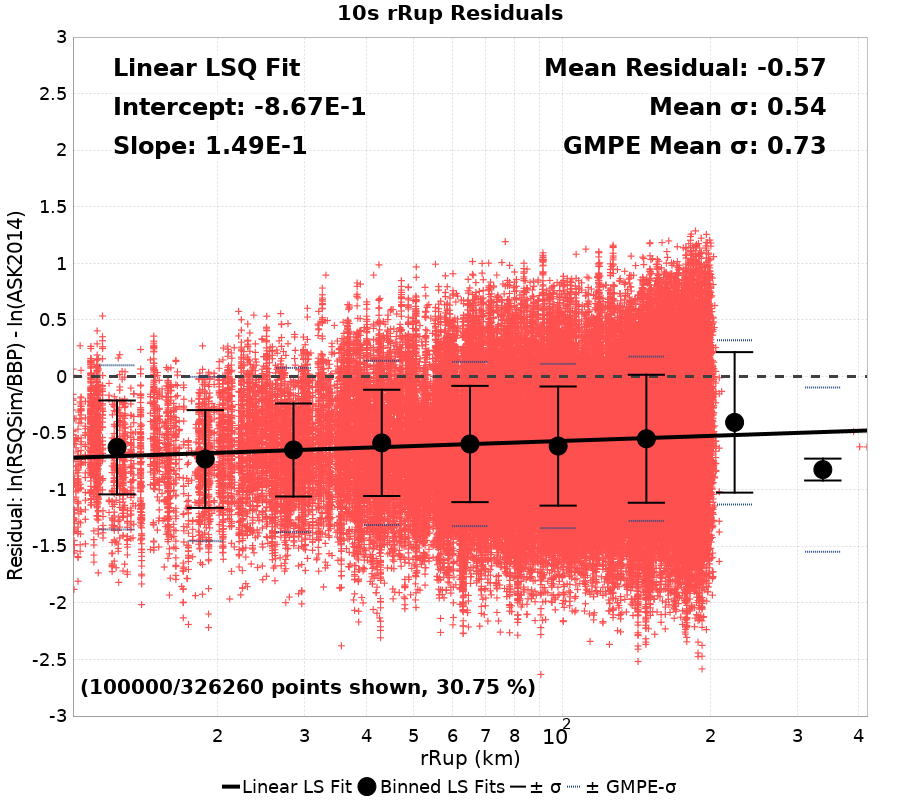 10s rRup Residuals
Linear LSQ Fit
Intercept: -8.67E-1
Slope: 1.49E-1
Mean Residual: -0.57
Mean σ: 0.54
GMPE Mean σ: 0.73
Residual: ln(RSQSim/BBP) - ln(ASK2014)
3
2.5
2
1.5
1
0.5
0
-0.5
-1
-1.5
-2
-2.5
-3
(100000/326260 points shown, 30.75 %)
2 3 4 5 6 7 8 10² 2 3 4
rRup (km)
Linear LS Fit Binned LS Fits ± σ ± GMPE-σ